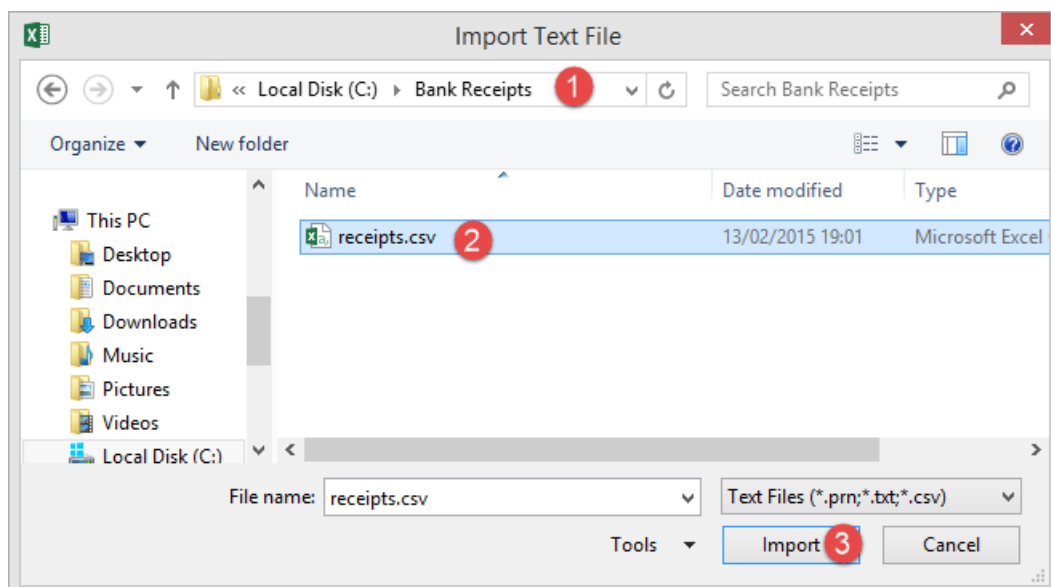 Import Text File
« Local Disk (C:) Bank Receipts 1 Search Bank Receipts
Organize New folder
Name Date modified Type
This PC
receipts.csv 2 13/02/2015 19:01 Microsoft Excel
Desktop
Documents
Downloads
Music
Pictures
Videos
Local Disk (C:)
File name: receipts.csv Text Files (*.prn;*.txt;*.csv)
Tools Import 3 Cancel